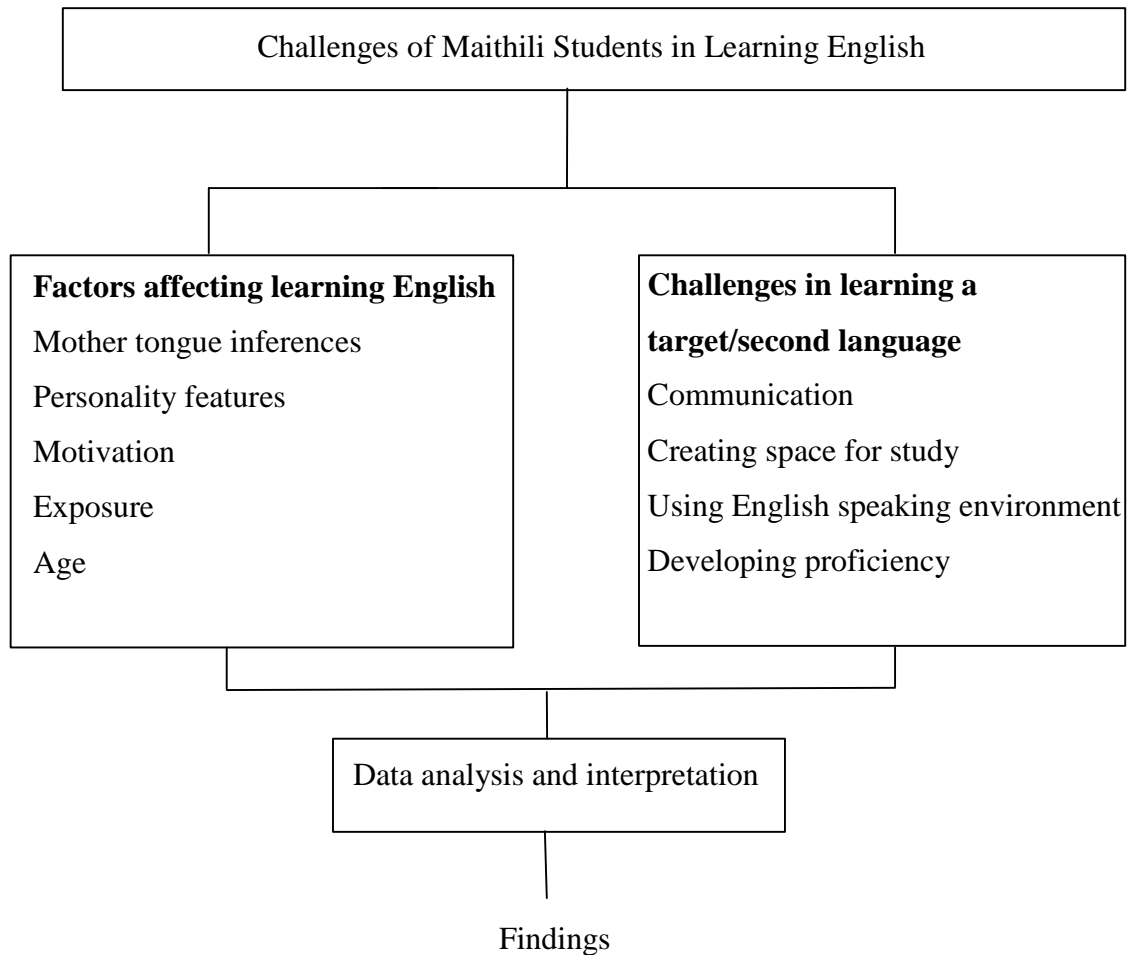 Challenges of Maithili Students in Learning English
Factors affecting learning English
Mother tongue inferences
Personality features
Motivation
Exposure
Age
Challenges in learning a
target/second language
Communication
Creating space for study
Using English speaking environment
Developing proficiency
Data analysis and interpretation
Findings